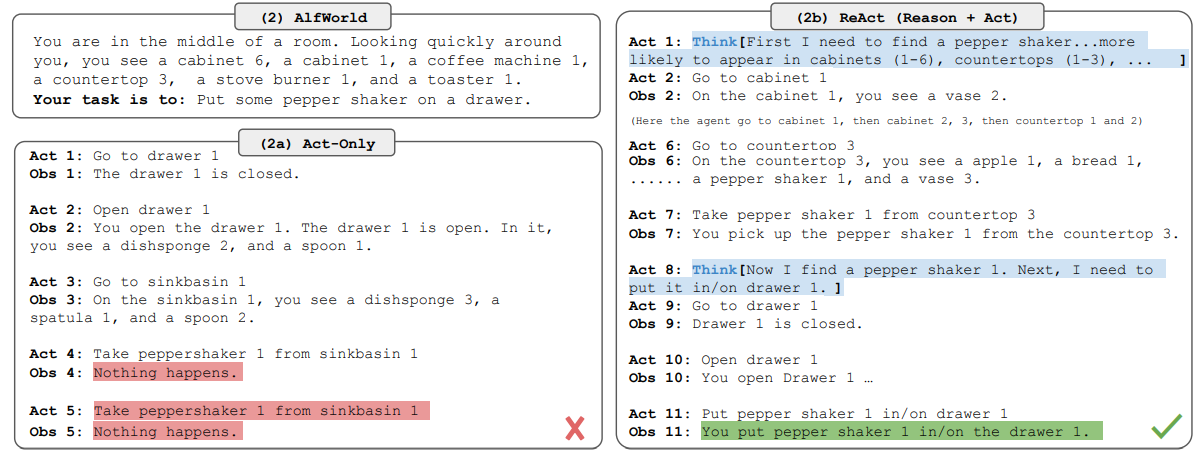 (2) AlfWorld
You are in the middle of a room. Looking quickly around
you, you see a cabinet 6, a cabinet 1, a coffee machine 1,
a countertop 3, a stove burner 1, and a toaster 1.
Your task is to: Put some pepper shaker on a drawer.
(2a) Act-Only
Act 1: Go to drawer 1
Obs 1: The drawer 1 is closed.
Act 2: Open drawer 1
Obs 2: You open the drawer 1. The drawer 1 is open. In it,
you see a dishsponge 2, and a spoon 1.
Act 3: Go to sinkbasin 1
Obs 3: On the sinkbasin 1, you see a dishsponge 3, a
spatula 1, and a spoon 2.
Act 4: Take peppershaker 1 from sinkbasin 1
Obs 4: Nothing happens.
Act 5: Take peppershaker 1 from sinkbasin 1
Obs 5: Nothing happens.
(2b) ReAct (Reason + Act)
Act 1: Think[First I need to find a pepper shaker...more
likely to appear in cabinets (1-6), countertops (1-3), ... ]
Act 2: Go to cabinet 1
Obs 2: On the cabinet 1, you see a vase 2.
(Here the agent go to cabinet 1, then cabinet 2, 3, then countertop 1 and 2)
Act 6: Go to countertop 3
Obs 6: On the countertop 3, you see a apple 1, a bread 1,
...... a pepper shaker 1, and a vase 3.
Act 7: Take pepper shaker 1 from countertop 3
Obs 7: You pick up the pepper shaker 1 from the countertop 3.
Act 8: Think[Now I find a pepper shaker 1. Next, I need to
put it in/on drawer 1. ]
Act 9: Go to drawer 1
Obs 9: Drawer 1 is closed.
Act 10: Open drawer 1
Obs 10: You open Drawer 1 …
Act 11: Put pepper shaker 1 in/on drawer 1
Obs 11: You put pepper shaker 1 in/on the drawer 1.